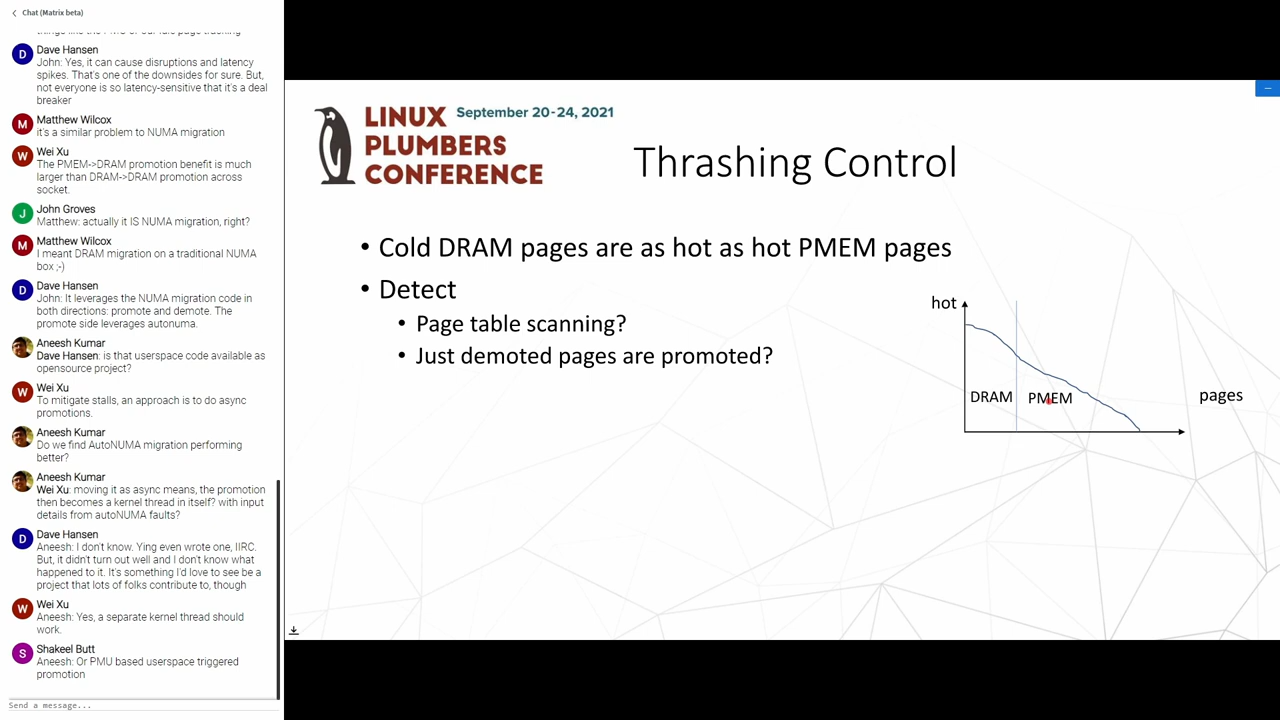 Chat (Matrix beta)
Dave Hansen
John: Yes, it can cause disruptions and latency
spikes. That's one of the downsides for sure. But,
not everyone is so latency-sensitive that it's a deal
breaker
Matthew Wilcox
it's a similar problem to NUMA migration
Wei Xu
The PMEM->DRAM promotion benefit is much
larger than DRAM->DRAM promotion across
socket.
John Groves
Matthew: actually it IS NUMA migration, right?
Matthew Wilcox
I meant DRAM migration on a traditional NUMA
box ;-)
Dave Hansen
John: It leverages the NUMA migration code in
both directions: promote and demote. The
promote side leverages autonuma.
Aneesh Kumar
Dave Hansen: is that userspace code available as
opensource project?
Wei Xu
To mitigate stalls, an approach is to do async
promotions.
Aneesh Kumar
Do we find AutoNUMA migration performing
better?
Aneesh Kumar
Wei Xu: moving it as async means, the promotion
then becomes a kernel thread in itself? with input
details from autoNUMA faults?
Dave Hansen
Aneesh: I don't know. Ying even wrote one, IIRC.
But, it didn't turn out well and I don't know what
happened to it. It's something I'd love to see be a
project that lots of folks contribute to, though
Wei Xu
Aneesh: Yes, a separate kernel thread should
work.
Shakeel Butt
Aneesh: Or PMU based userspace triggered
promotion
Send a message...
LINUX
PLUMBERS
CONFERENCE
September 20-24, 2021
Thrashing Control
• Cold DRAM pages are as hot as hot PMEM pages
• Detect
• Page table scanning?
• Just demoted pages are promoted?
hot
DRAM
PMEM
pages
D
M
W
J
M
D
W
D
W
S